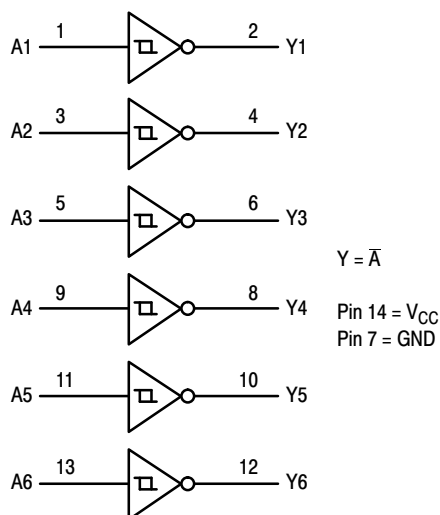 A1 1 2 Y1
A2 3 4 Y2
A3 5 6 Y3
Y = A̅
A4 9 8 Y4
Pin 14 = VCC
Pin 7 = GND
A5 11 10 Y5
A6 13 12 Y6